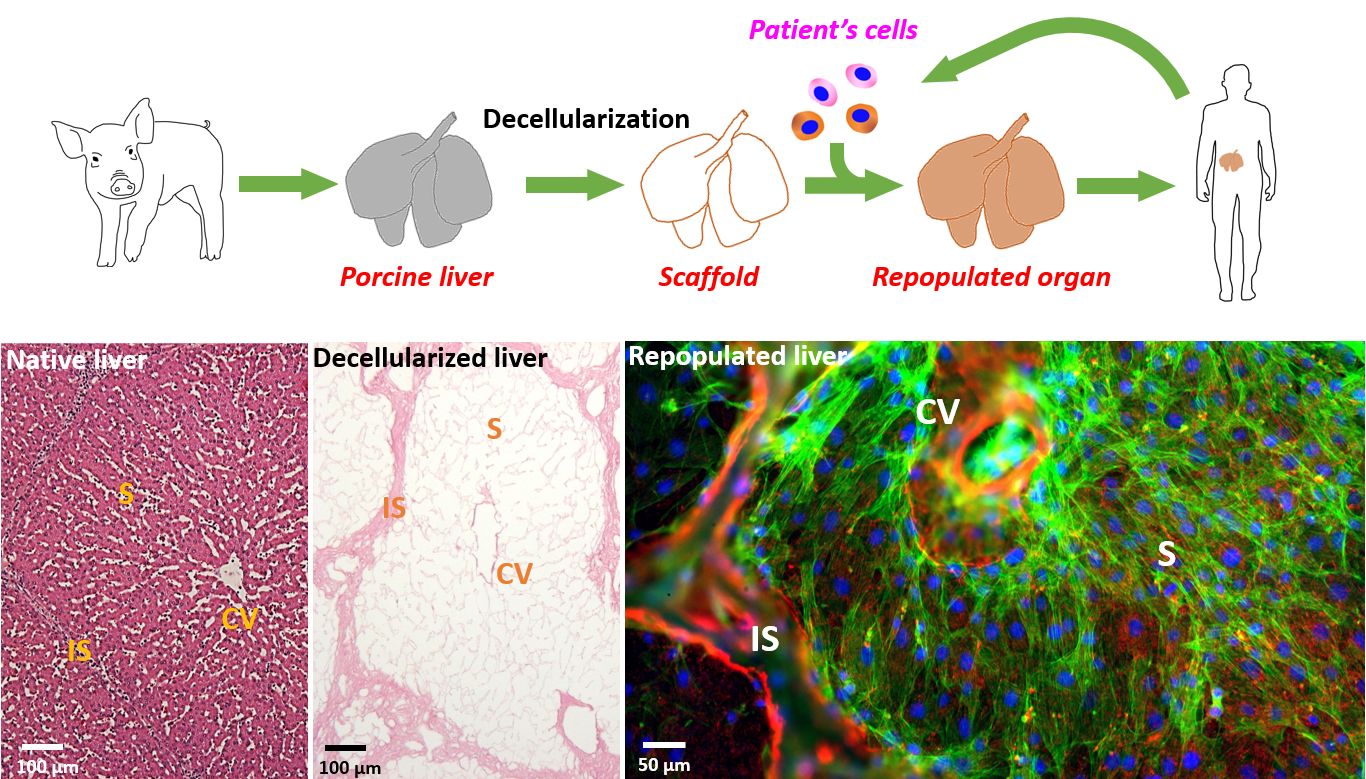 Patient's cells
Decellularization
Porcine liver
Scaffold
Repopulated organ
Native liver
S
CV
IS
100 µm
Decellularized liver
S
IS
CV
100 µm
Repopulated liver
CV
S
IS
50 µm